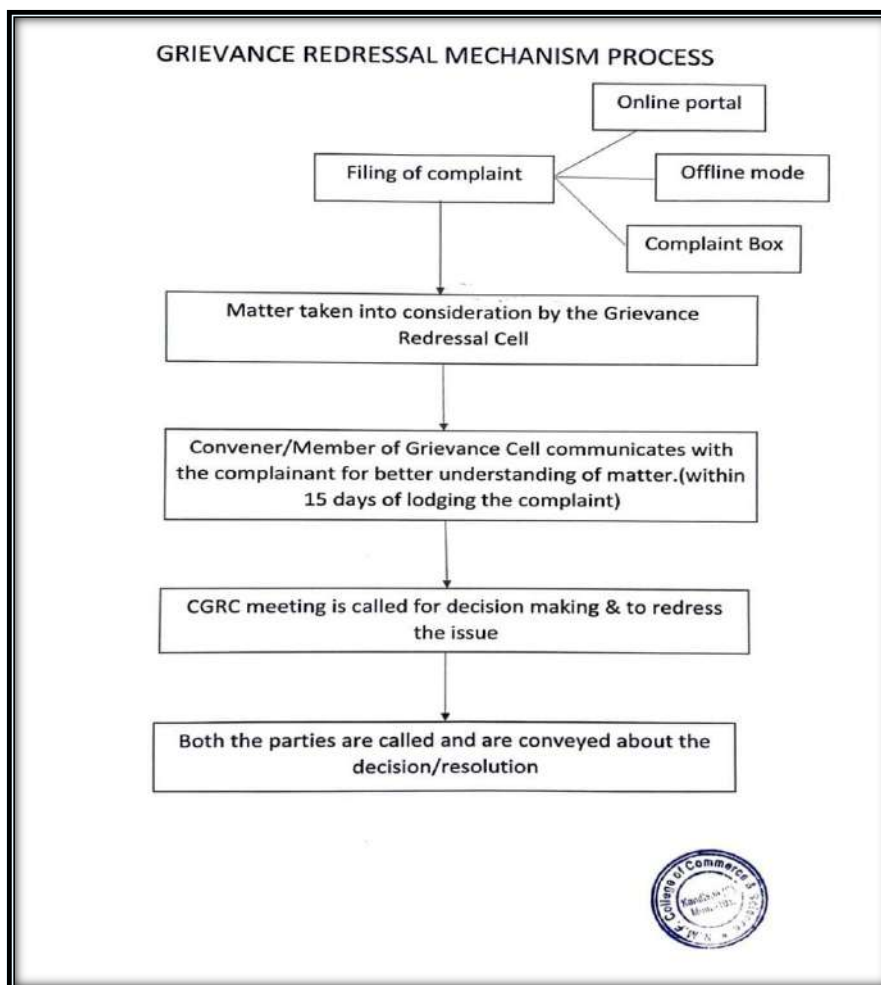 GRIEVANCE REDRESSAL MECHANISM PROCESS
Online portal
Filing of complaint
Offline mode
Complaint Box
Matter taken into consideration by the Grievance
Redressal Cell
Convener/Member of Grievance Cell communicates with
the complainant for better understanding of matter.(within
15 days of lodging the complaint)
CGRC meeting is called for decision making & to redress
the issue
Both the parties are called and are conveyed about the
decision/resolution
College of Commerce & Science